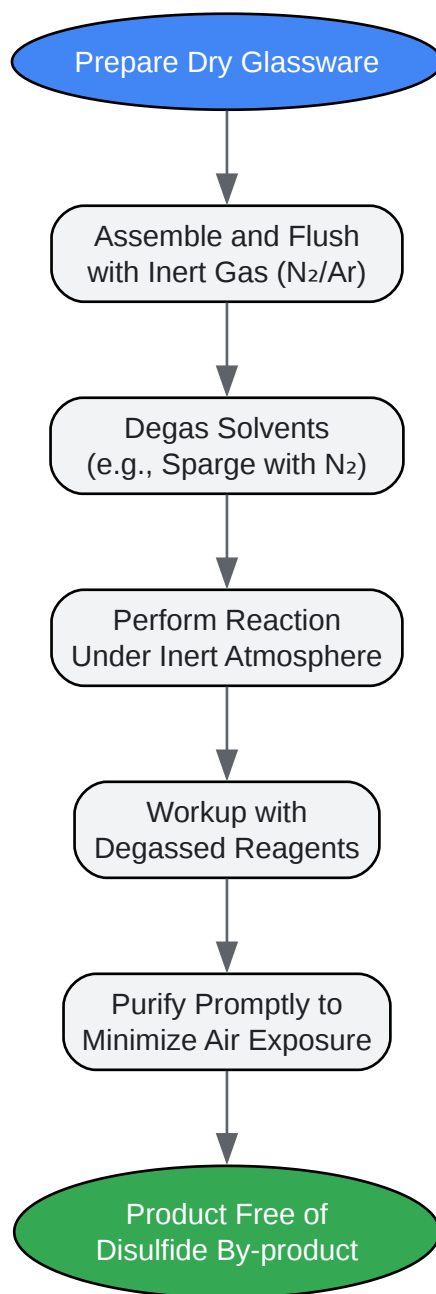 Prepare Dry Glassware
Assemble and Flush
with Inert Gas (N₂/Ar)
Degas Solvents
(e.g., Sparge with N₂)
Perform Reaction
Under Inert Atmosphere
Workup with
Degassed Reagents
Purify Promptly to
Minimize Air Exposure
Product Free of
Disulfide By-product